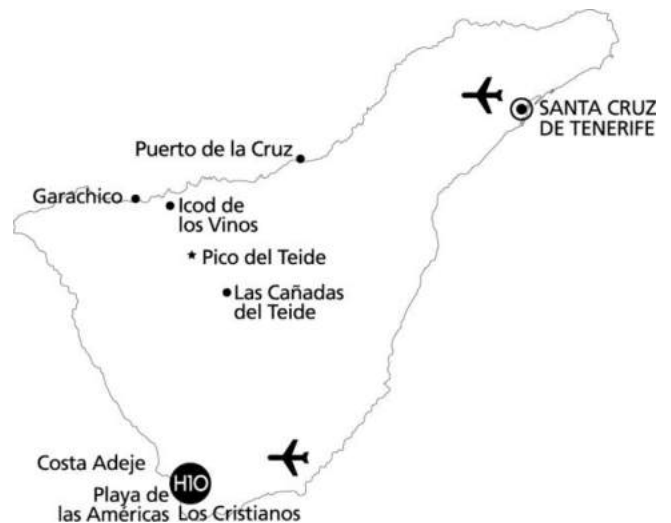 SANTA CRUZ
DE TENERIFE
Puerto de la Cruz
Garachico
Icod de
los Vinos
Pico del Teide
Las Cañadas
del Teide
Costa Adeje
H10
Playa de
las Américas
Los Cristianos